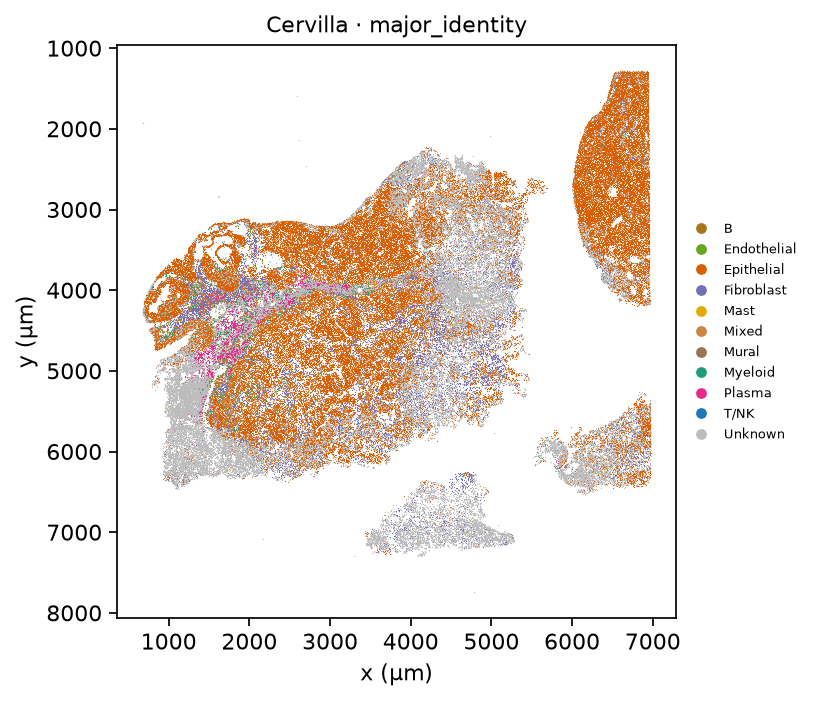 Cervilla · major_identity
1000
2000
3000
4000
5000
6000
7000
8000
y (µm)
1000 2000 3000 4000 5000 6000 7000
x (µm)
B
Endothelial
Epithelial
Fibroblast
Mast
Mixed
Mural
Myeloid
Plasma
T/NK
Unknown